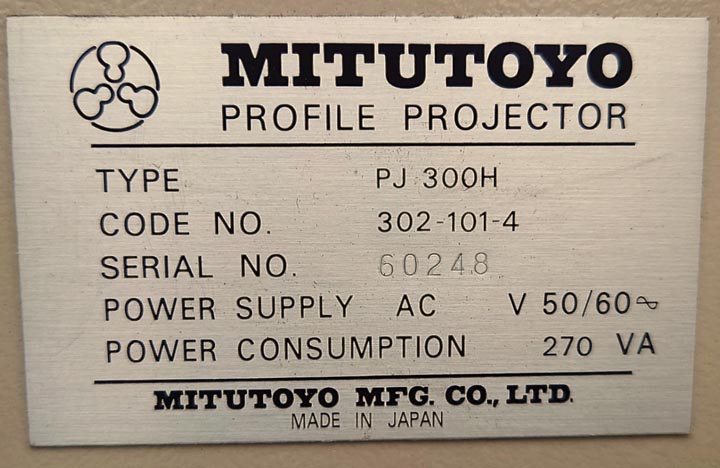 MITUTOYO
PROFILE PROJECTOR
TYPE PJ 300H
CODE NO. 302-101-4
SERIAL NO. 60248
POWER SUPPLY AC V 50/60∿
POWER CONSUMPTION 270 VA
MITUTOYO MFG. CO., LTD.
MADE IN JAPAN